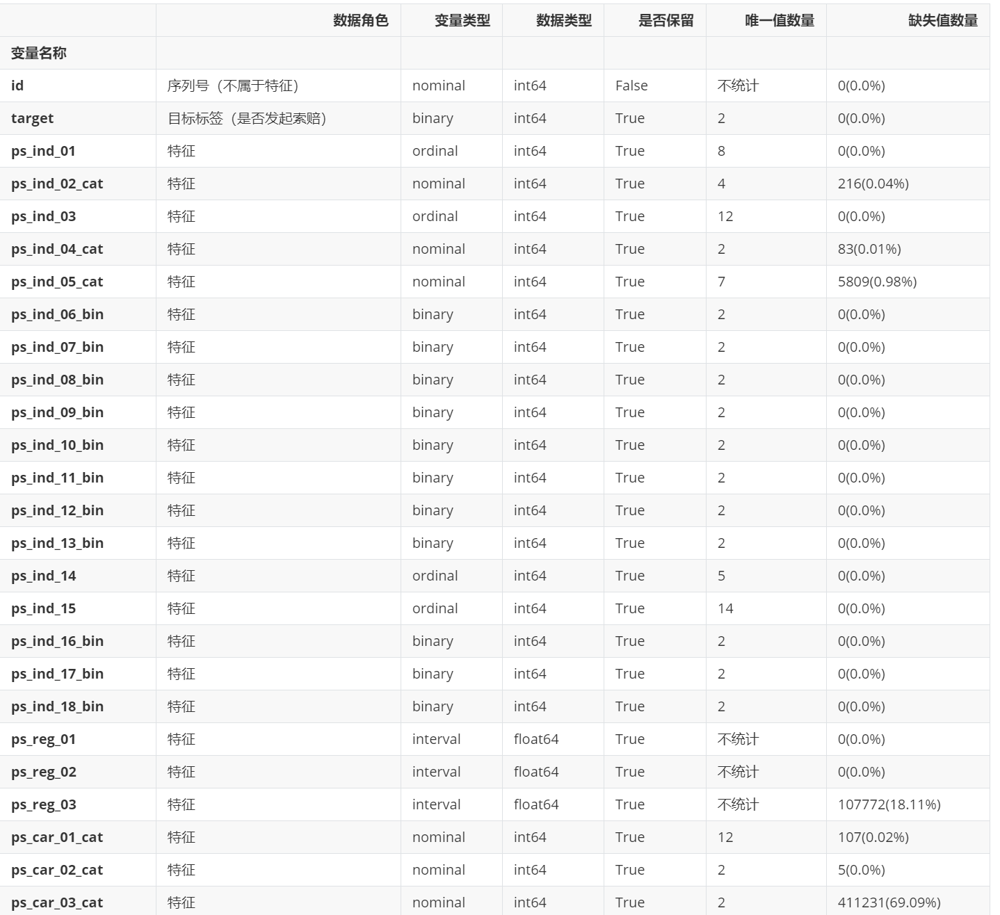 数据角色 变量类型 数据类型 是否保留 唯一值数量 缺失值数量
变量名称
id 序列号（不属于特征） nominal int64 False 不统计 0(0.0%)
target 目标标签（是否发起索赔） binary int64 True 2 0(0.0%)
ps_ind_01 特征 ordinal int64 True 8 0(0.0%)
ps_ind_02_cat 特征 nominal int64 True 4 216(0.04%)
ps_ind_03 特征 ordinal int64 True 12 0(0.0%)
ps_ind_04_cat 特征 nominal int64 True 2 83(0.01%)
ps_ind_05_cat 特征 nominal int64 True 7 5809(0.98%)
ps_ind_06_bin 特征 binary int64 True 2 0(0.0%)
ps_ind_07_bin 特征 binary int64 True 2 0(0.0%)
ps_ind_08_bin 特征 binary int64 True 2 0(0.0%)
ps_ind_09_bin 特征 binary int64 True 2 0(0.0%)
ps_ind_10_bin 特征 binary int64 True 2 0(0.0%)
ps_ind_11_bin 特征 binary int64 True 2 0(0.0%)
ps_ind_12_bin 特征 binary int64 True 2 0(0.0%)
ps_ind_13_bin 特征 binary int64 True 2 0(0.0%)
ps_ind_14 特征 ordinal int64 True 5 0(0.0%)
ps_ind_15 特征 ordinal int64 True 14 0(0.0%)
ps_ind_16_bin 特征 binary int64 True 2 0(0.0%)
ps_ind_17_bin 特征 binary int64 True 2 0(0.0%)
ps_ind_18_bin 特征 binary int64 True 2 0(0.0%)
ps_reg_01 特征 interval float64 True 不统计 0(0.0%)
ps_reg_02 特征 interval float64 True 不统计 0(0.0%)
ps_reg_03 特征 interval float64 True 不统计 107772(18.11%)
ps_car_01_cat 特征 nominal int64 True 12 107(0.02%)
ps_car_02_cat 特征 nominal int64 True 2 5(0.0%)
ps_car_03_cat 特征 nominal int64 True 2 411231(69.09%)